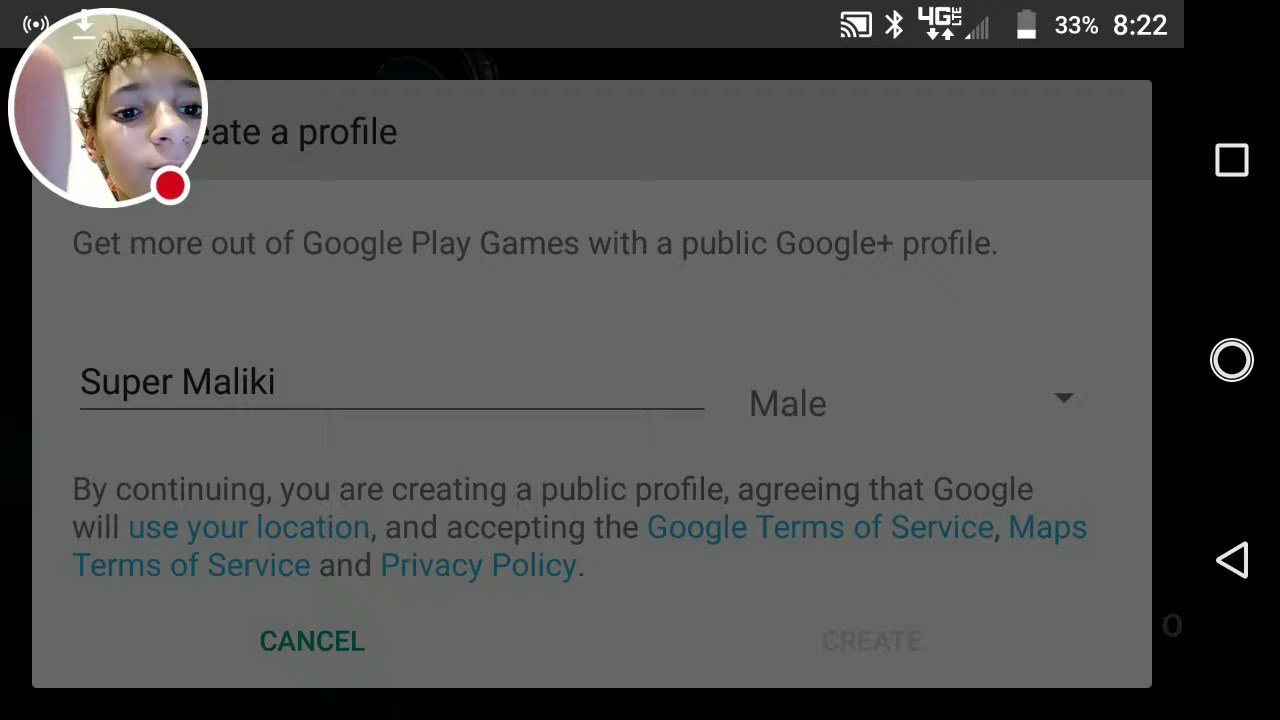 4G LTE 33% 8:22
eate a profile
Get more out of Google Play Games with a public Google+ profile.
Super Maliki
Male
By continuing, you are creating a public profile, agreeing that Google
will use your location, and accepting the Google Terms of Service, Maps
Terms of Service and Privacy Policy.
CANCEL CREATE
O